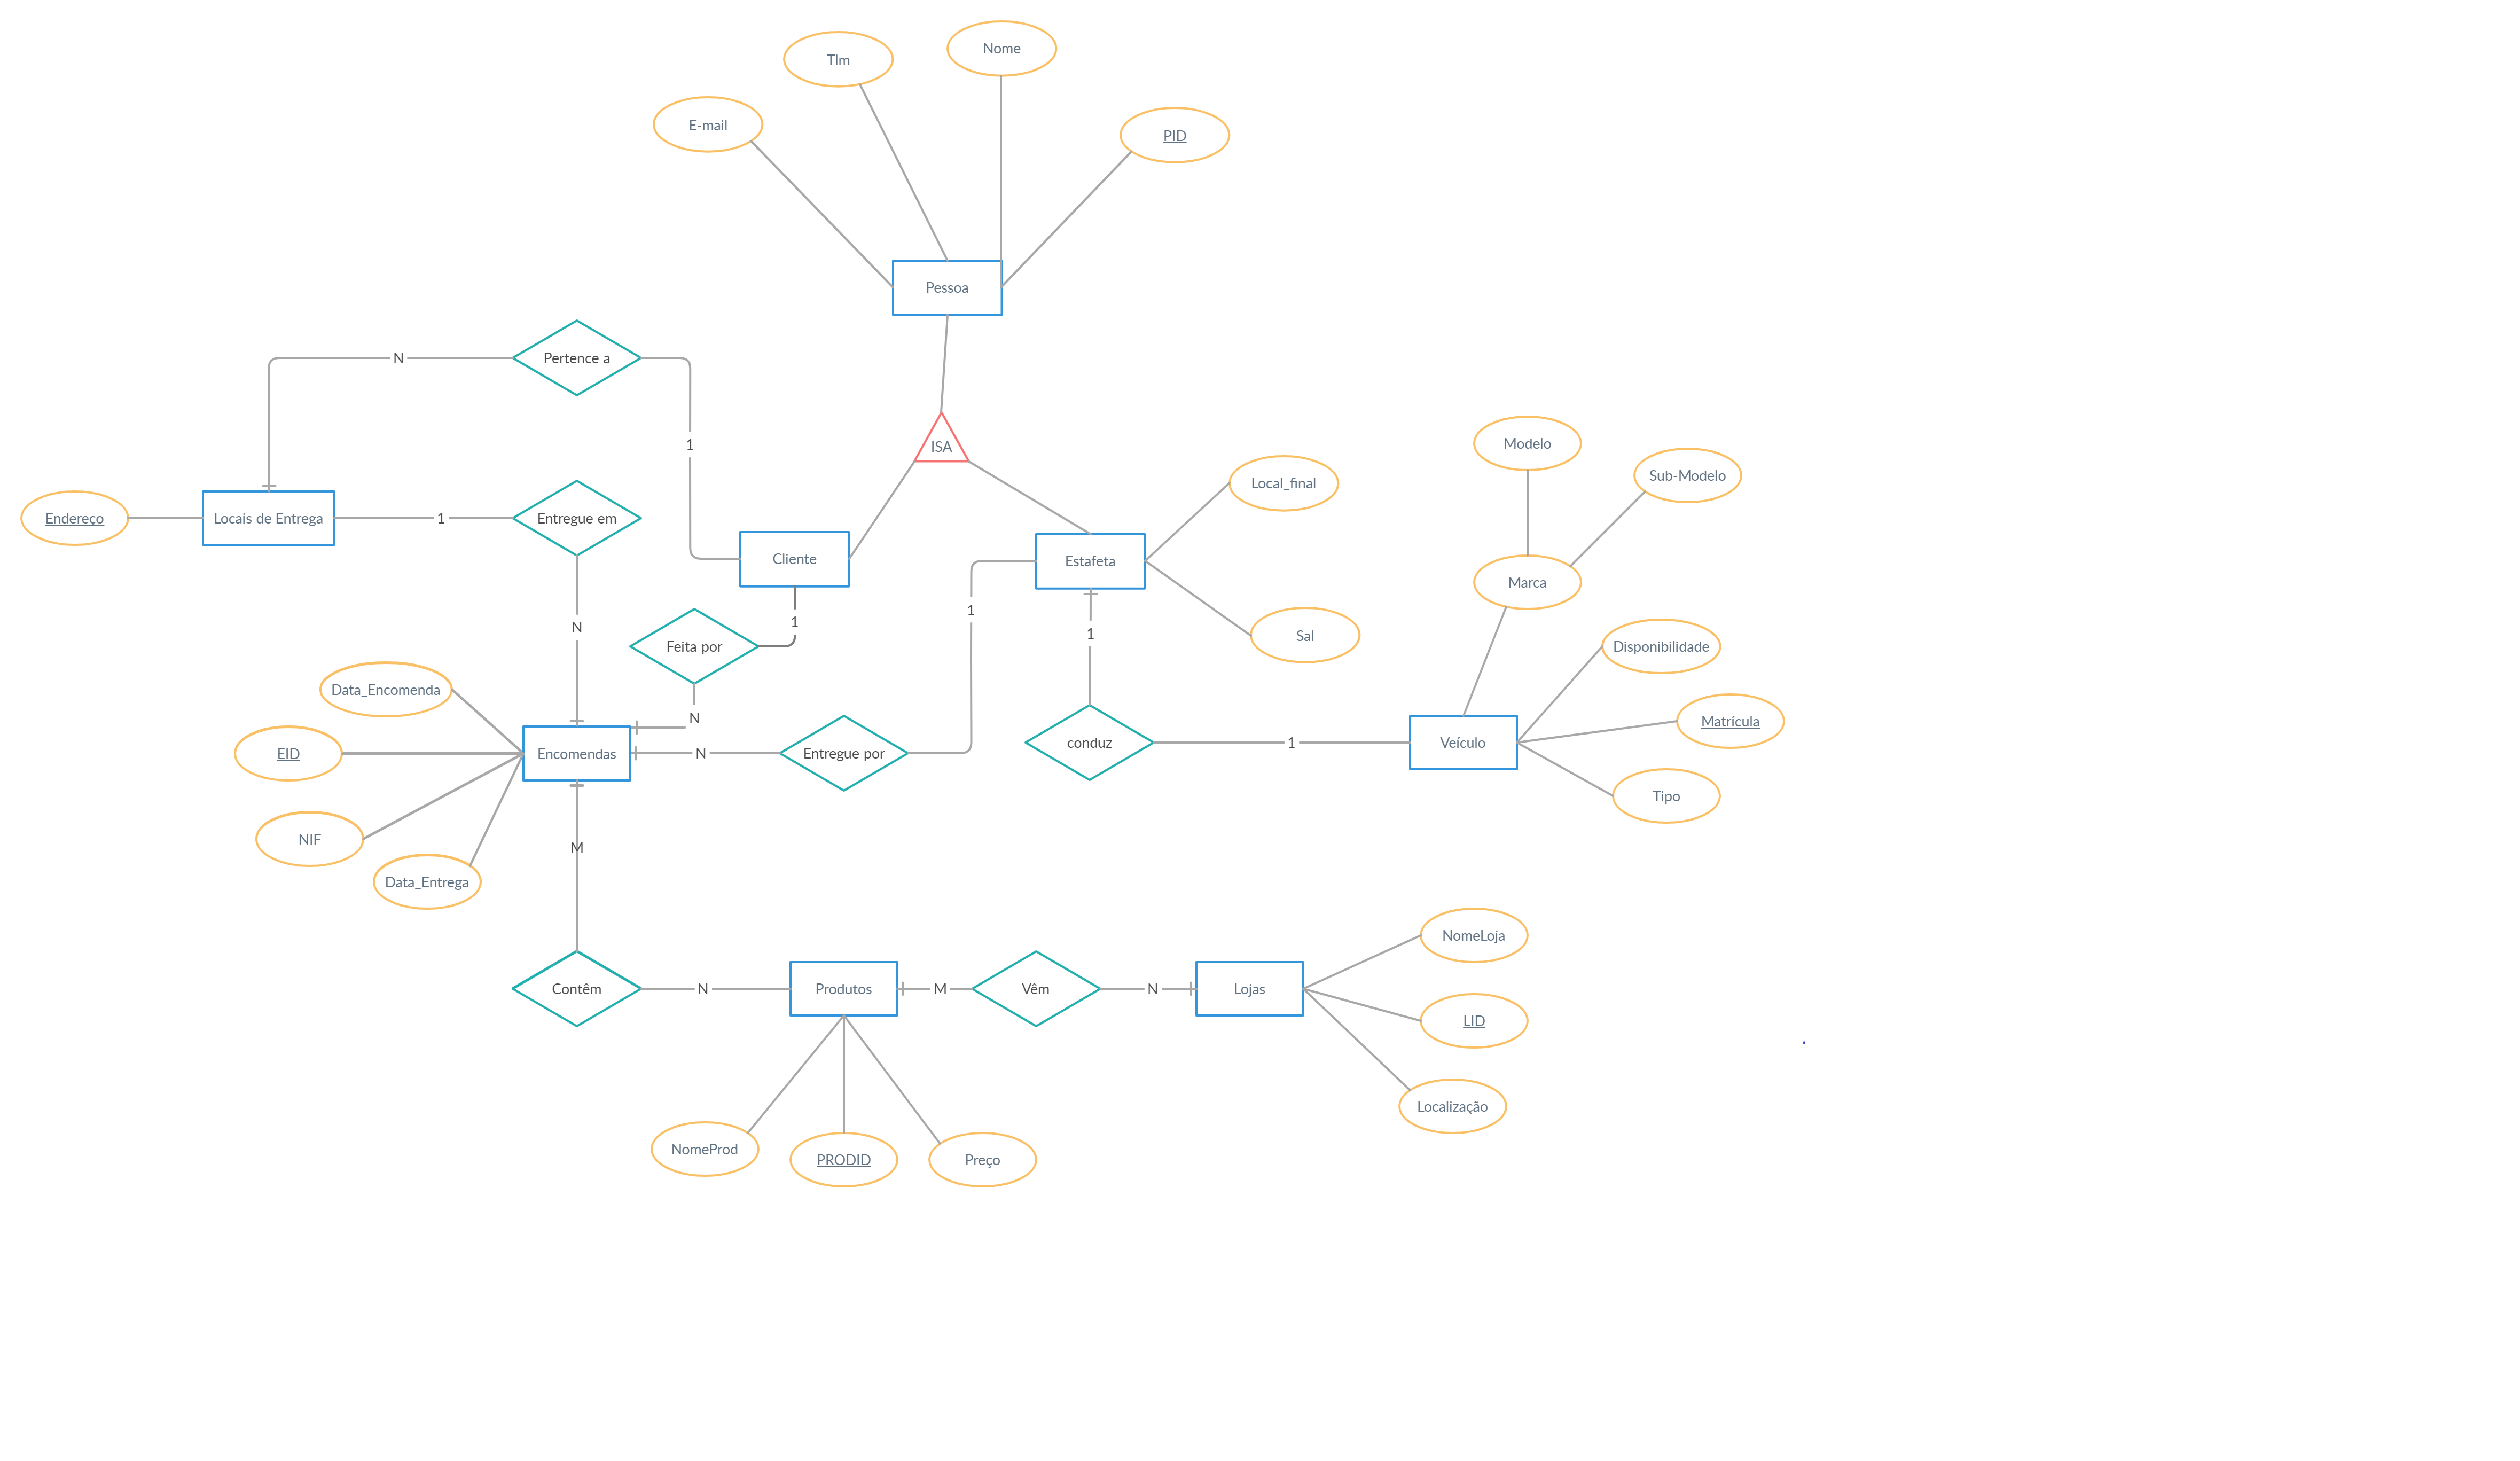 Nome
Tlm
E-mail
PID
Pessoa
N
Pertence a
1
ISA
Modelo
Sub-Modelo
Local_final
Endereço
Locais de Entrega
1
Entregue em
Cliente
Estafeta
Marca
1
1
N
1
Sal
Feita por
Disponibilidade
Data_Encomenda
N
Matrícula
EID
Encomendas
N
Entregue por
conduz
1
Veículo
Tipo
NIF
M
Data_Entrega
NomeLoja
Contêm
N
Produtos
M
Vêm
N
Lojas
LID
Localização
NomeProd
PRODID
Preço